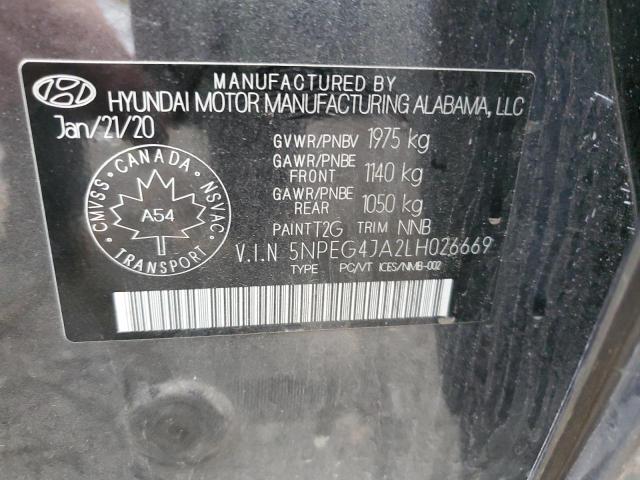 MANUFACTURED BY
HYUNDAI MOTOR MANUFACTURING ALABAMA, LLC
Jan/21/20
GVWR/PNBV 1975 kg
GAWR/PNBE
FRONT 1140 kg
GAWR/PNBE
REAR 1050 kg
PAINT T2G TRIM NNB
V.I.N 5NPEG4JA2LH026669
TYPE PC/VT ICES/NMB-002
CANADA
CMVSS NSVAC
A54
TRANSPORT